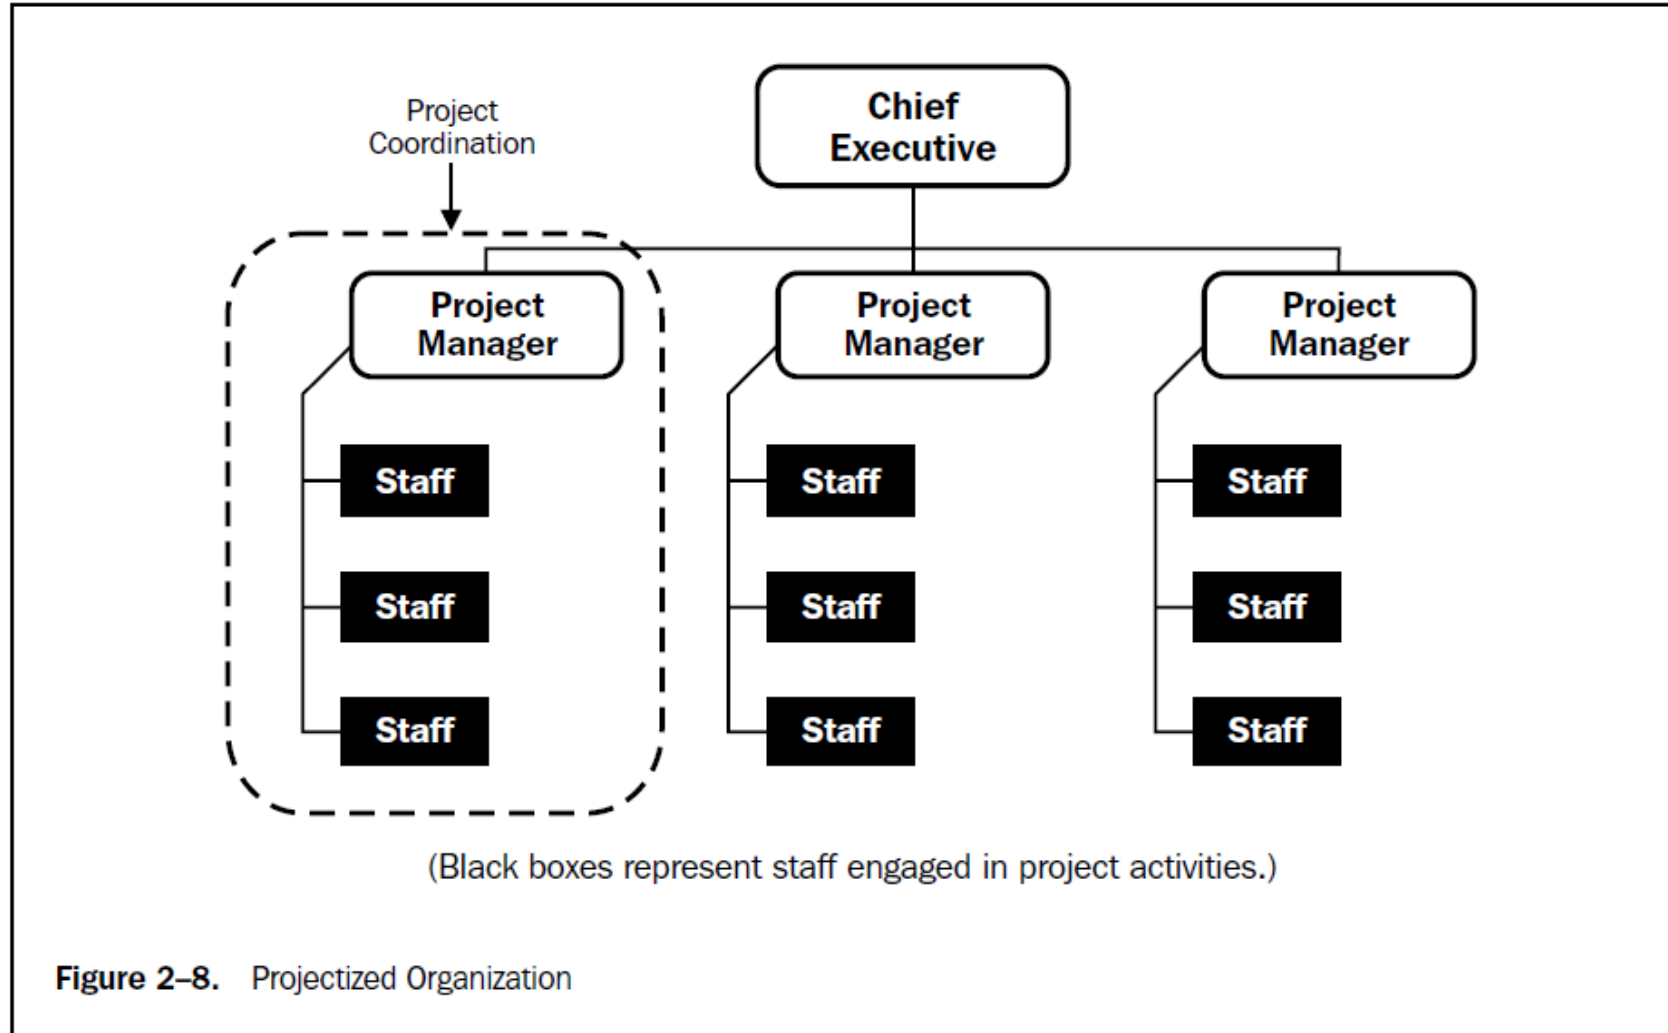 Project
Coordination
Chief
Executive
Project
Manager
Project
Manager
Project
Manager
Staff
Staff
Staff
Staff
Staff
Staff
Staff
Staff
Staff
(Black boxes represent staff engaged in project activities.)
Figure 2–8. Projectized Organization